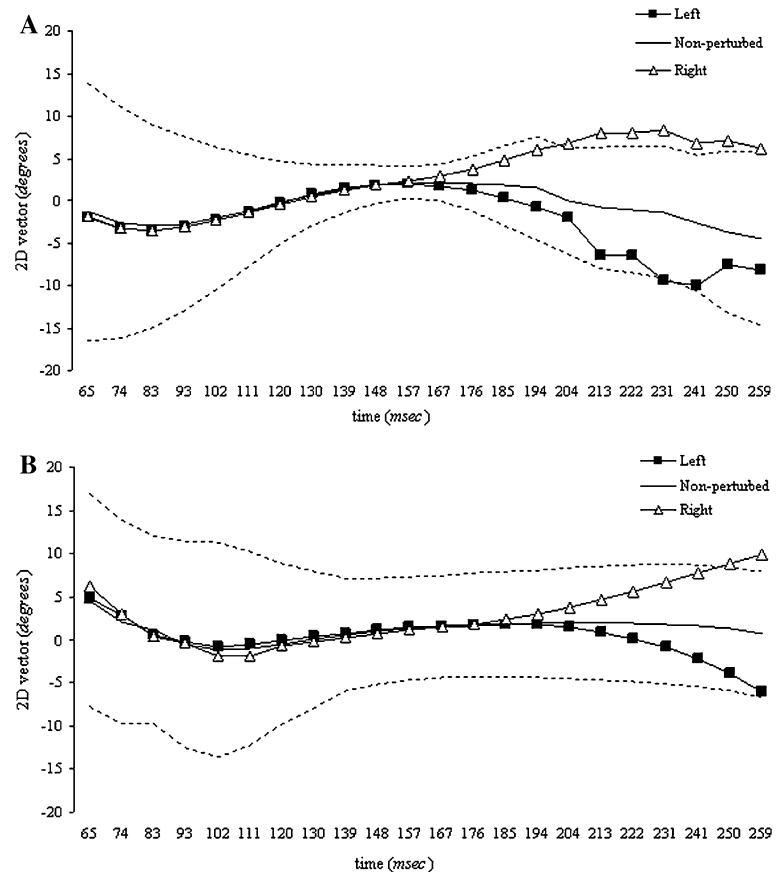 A
Left
Non-perturbed
Right
2D vector (degrees)
20
15
10
5
0
-5
-10
-15
-20
65 74 83 93 102 111 120 130 139 148 157 167 176 185 194 204 213 222 231 241 250 259
time (msec)
B
Left
Non-perturbed
Right
2D vector (degrees)
20
15
10
5
0
-5
-10
-15
-20
65 74 83 93 102 111 120 130 139 148 157 167 176 185 194 204 213 222 231 241 250 259
time (msec)